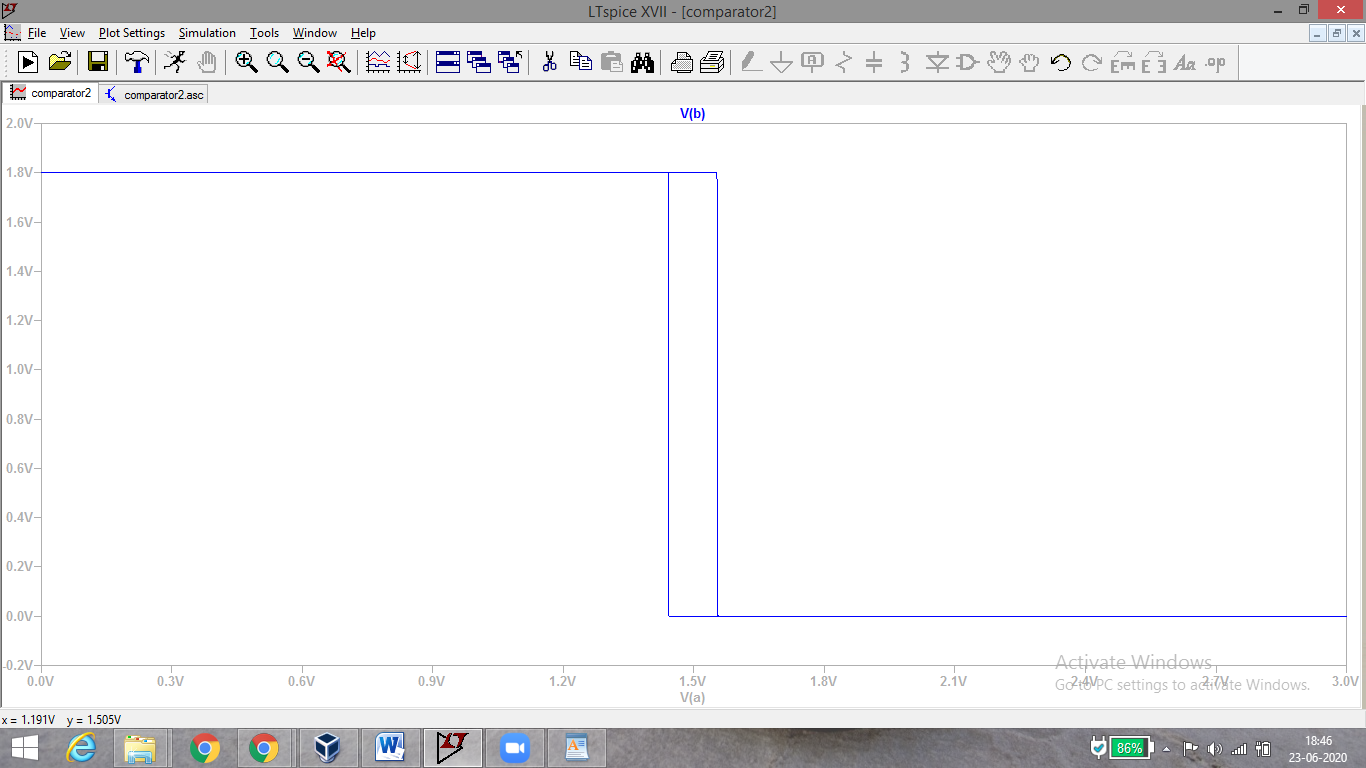 LTspice XVII - [comparator2]
File View Plot Settings Simulation Tools Window Help
comparator2 comparator2.asc
V(b)
2.0V
1.8V
1.6V
1.4V
1.2V
1.0V
0.8V
0.6V
0.4V
0.2V
0.0V
-0.2V
0.0V 0.3V 0.6V 0.9V 1.2V 1.5V 1.8V 2.1V 2.4V 2.7V 3.0V
V(a)
Activate Windows
Go to PC settings to activate Windows.
x = 1.191V y = 1.505V
86%
18:46
23-06-2020